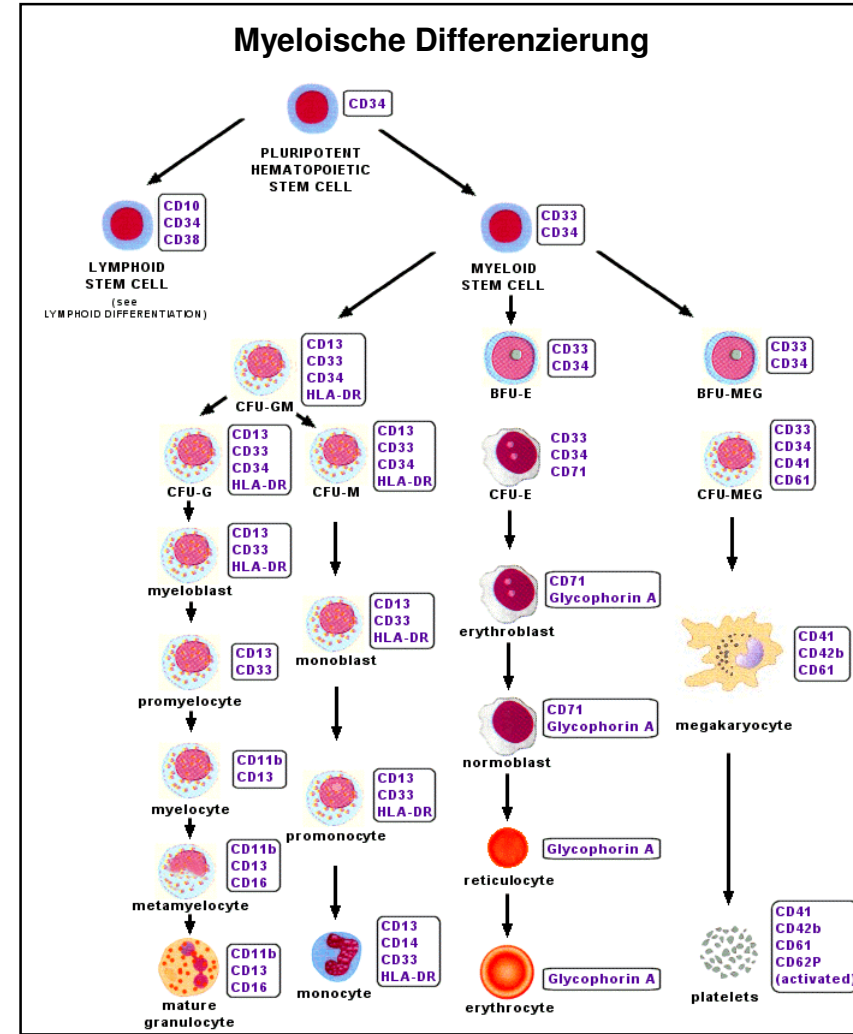 Myeloische Differenzierung
CD34
PLURIPOTENT
HEMATOPOIETIC
STEM CELL
CD10
CD34
CD38
LYMPHOID
STEM CELL
(see
LYMPHOID DIFFERENTIATION)
CD33
CD34
MYELOID
STEM CELL
CD13
CD33
CD34
HLA-DR
CFU-GM
CD33
CD34
BFU-E
CD33
CD34
BFU-MEG
CD13
CD33
CD34
HLA-DR
CFU-G
CD13
CD33
CD34
HLA-DR
CFU-M
CD33
CD34
CD71
CFU-E
CD33
CD34
CD41
CD61
CFU-MEG
CD13
CD33
HLA-DR
myeloblast
CD13
CD33
HLA-DR
monoblast
CD71
Glycophorin A
erythroblast
CD41
CD42b
CD61
megakaryocyte
CD13
CD33
promyelocyte
CD71
Glycophorin A
normoblast
CD11b
CD13
myelocyte
CD13
CD33
HLA-DR
promonocyte
Glycophorin A
reticulocyte
CD11b
CD13
CD16
metamyelocyte
CD11b
CD13
CD16
mature
granulocyte
CD13
CD14
CD33
HLA-DR
monocyte
Glycophorin A
erythrocyte
CD41
CD42b
CD61
CD62P
(activated)
platelets